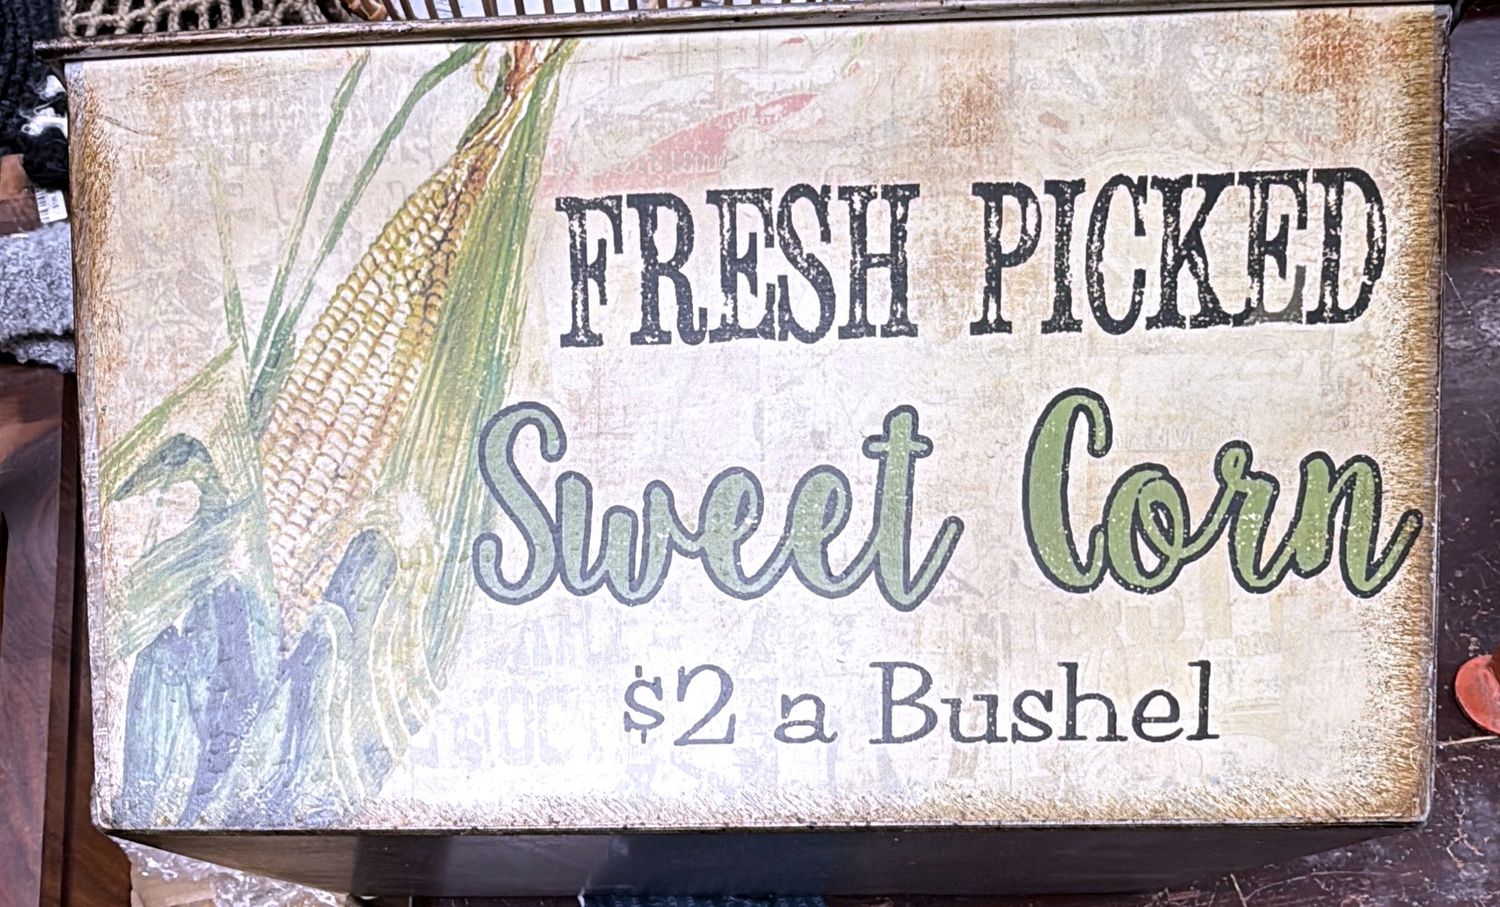 FRESH PICKED
Sweet Corn
$2 a Bushel